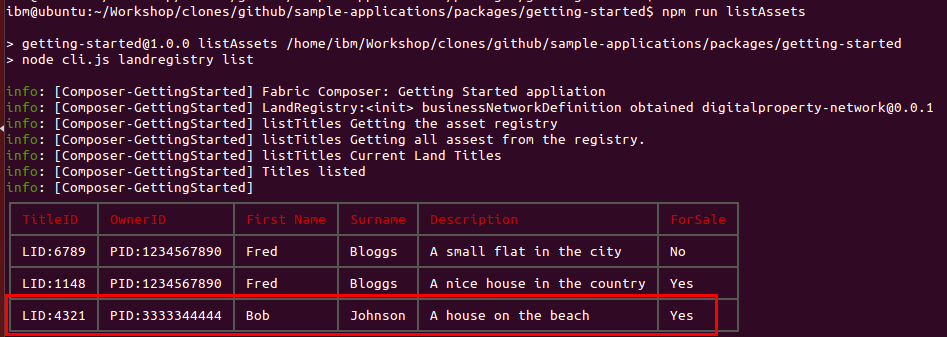 ibm@ubuntu:~/Workshop/clones/github/sample-applications/packages/getting-started$ npm run listAssets
> getting-started@1.0.0 listAssets /home/ibm/Workshop/clones/github/sample-applications/packages/getting-started
> node cli.js landregistry list
info: [Composer-GettingStarted] Fabric Composer: Getting Started appliation
info: [Composer-GettingStarted] LandRegistry:<init> businessNetworkDefinition obtained digitalproperty-network@0.0.1
info: [Composer-GettingStarted] listTitles Getting the asset registry
info: [Composer-GettingStarted] listTitles Getting all assest from the registry.
info: [Composer-GettingStarted] listTitles Current Land Titles
info: [Composer-GettingStarted] Titles listed
info: [Composer-GettingStarted]
TitleID OwnerID First Name Surname Description ForSale
LID:6789 PID:1234567890 Fred Bloggs A small flat in the city No
LID:1148 PID:1234567890 Fred Bloggs A nice house in the country Yes
LID:4321 PID:3333344444 Bob Johnson A house on the beach Yes